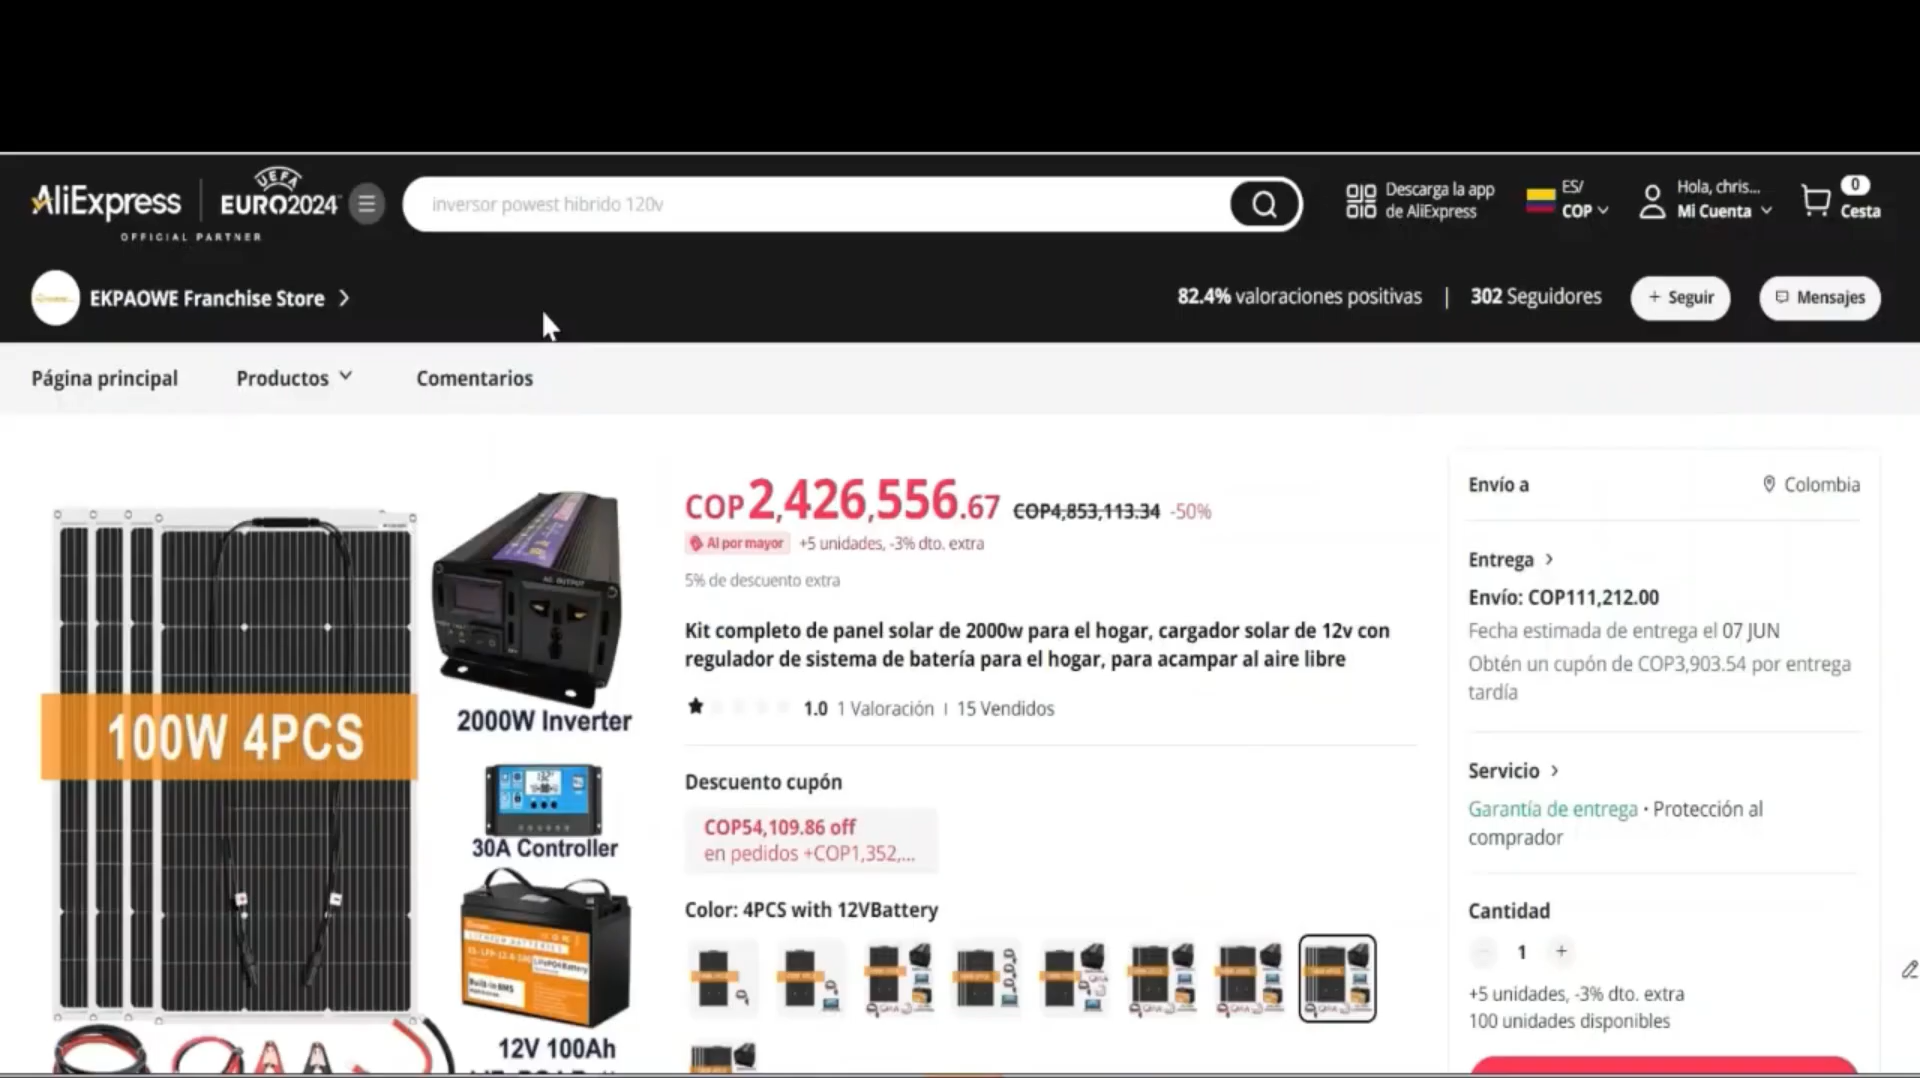 AliExpress
UEFA
EURO2024
OFFICIAL PARTNER
inversor powest hibrido 120v
Descarga la app
de AliExpress
ES/
COP
Hola, chris...
Mi Cuenta
0
Cesta
EKPAOWE Franchise Store
82.4% valoraciones positivas
302 Seguidores
+ Seguir
Mensajes
Página principal
Productos
Comentarios
COP2,426,556.67 COP4,853,113.34 -50%
Al por mayor +5 unidades, -3% dto. extra
5% de descuento extra
Kit completo de panel solar de 2000w para el hogar, cargador solar de 12v con
regulador de sistema de batería para el hogar, para acampar al aire libre
1.0 1 Valoración | 15 Vendidos
Descuento cupón
COP54,109.86 off
en pedidos +COP1,352,...
Color: 4PCS with 12VBattery
100W 4PCS
AC OUTPUT
2000W Inverter
30A Controller
Built-in BMS
12V 100Ah
Envío a
Colombia
Entrega
Envío: COP111,212.00
Fecha estimada de entrega el 07 JUN
Obtén un cupón de COP3,903.54 por entrega
tardía
Servicio
Garantía de entrega · Protección al
comprador
Cantidad
- 1 +
+5 unidades, -3% dto. extra
100 unidades disponibles